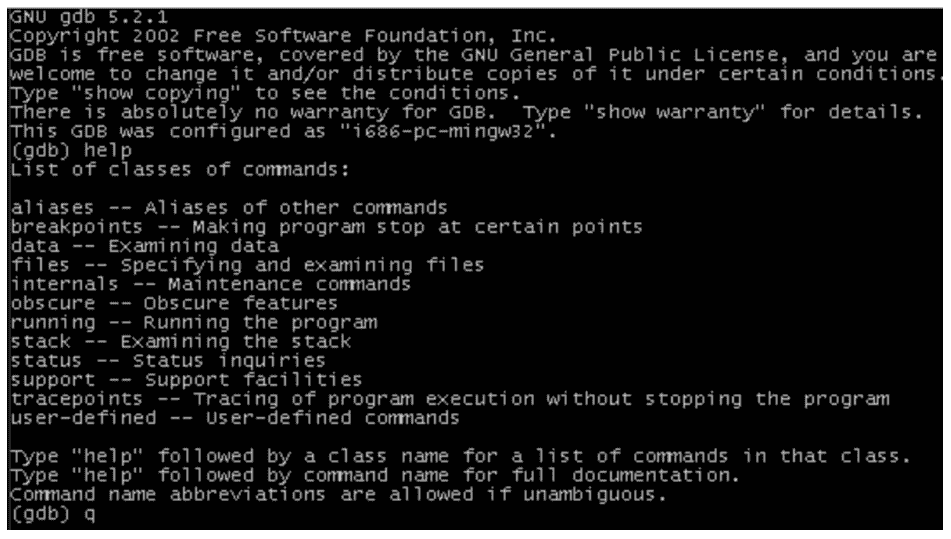 GNU gdb 5.2.1
Copyright 2002 Free Software Foundation, Inc.
GDB is free software, covered by the GNU General Public License, and you are
welcome to change it and/or distribute copies of it under certain conditions.
Type "show copying" to see the conditions.
There is absolutely no warranty for GDB.  Type "show warranty" for details.
This GDB was configured as "i686-pc-mingw32".
(gdb) help
List of classes of commands:

aliases -- Aliases of other commands
breakpoints -- Making program stop at certain points
data -- Examining data
files -- Specifying and examining files
internals -- Maintenance commands
obscure -- Obscure features
running -- Running the program
stack -- Examining the stack
status -- Status inquiries
support -- Support facilities
tracepoints -- Tracing of program execution without stopping the program
user-defined -- User-defined commands

Type "help" followed by a class name for a list of commands in that class.
Type "help" followed by command name for full documentation.
Command name abbreviations are allowed if unambiguous.
(gdb) q